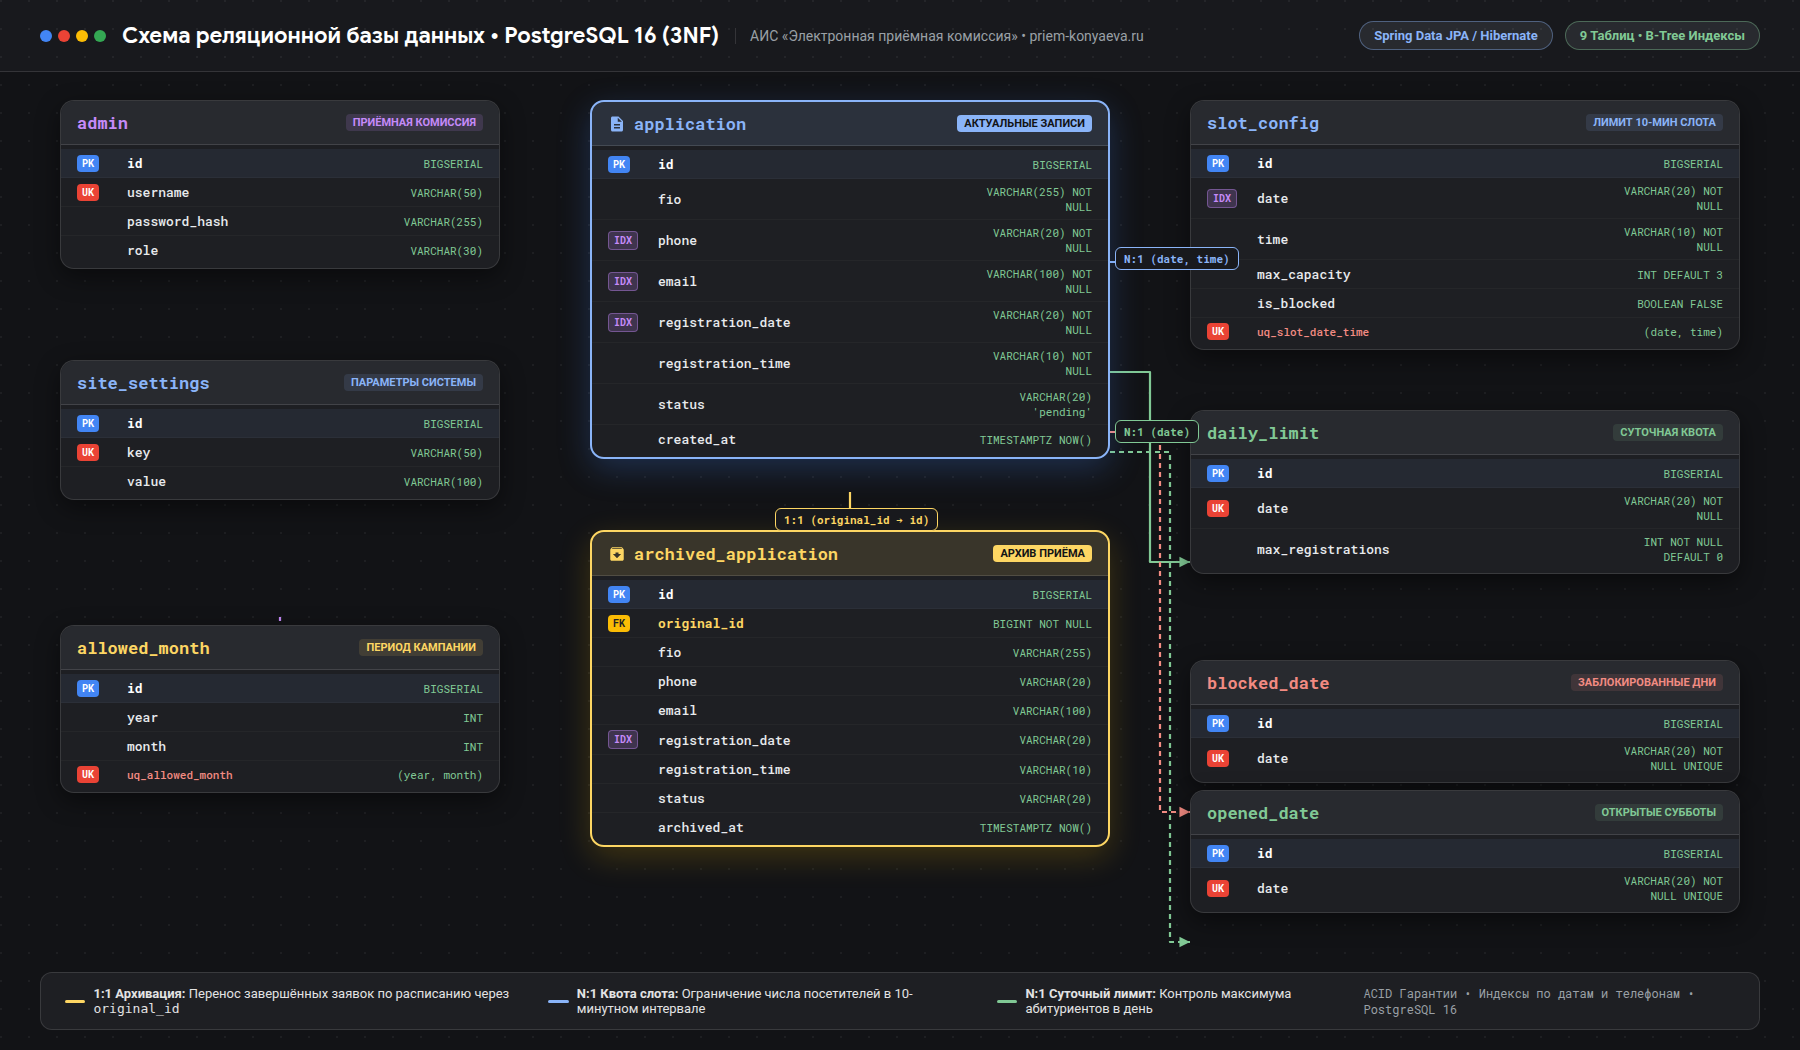 Схема реляционной базы данных • PostgreSQL 16 (3NF)
АИС «Электронная приёмная комиссия» • priem-konyaeva.ru
Spring Data JPA / Hibernate
9 Таблиц • B-Tree Индексы
admin
ПРИЁМНАЯ КОМИССИЯ
PK id BIGSERIAL
UK username VARCHAR(50)
password_hash VARCHAR(255)
role VARCHAR(30)
site_settings
ПАРАМЕТРЫ СИСТЕМЫ
PK id BIGSERIAL
UK key VARCHAR(50)
value VARCHAR(100)
allowed_month
ПЕРИОД КАМПАНИИ
PK id BIGSERIAL
year INT
month INT
UK uq_allowed_month (year, month)
application
АКТУАЛЬНЫЕ ЗАПИСИ
PK id BIGSERIAL
fio VARCHAR(255) NOT
NULL
IDX phone VARCHAR(20) NOT
NULL
IDX email VARCHAR(100) NOT
NULL
IDX registration_date VARCHAR(20) NOT
NULL
registration_time VARCHAR(10) NOT
NULL
status VARCHAR(20)
'pending'
created_at TIMESTAMPTZ NOW()
1:1 (original_id → id)
archived_application
АРХИВ ПРИЁМА
PK id BIGSERIAL
FK original_id BIGINT NOT NULL
fio VARCHAR(255)
phone VARCHAR(20)
email VARCHAR(100)
IDX registration_date VARCHAR(20)
registration_time VARCHAR(10)
status VARCHAR(20)
archived_at TIMESTAMPTZ NOW()
N:1 (date, time)
N:1 (date)
slot_config
ЛИМИТ 10-МИН СЛОТА
PK id BIGSERIAL
IDX date VARCHAR(20) NOT
NULL
time VARCHAR(10) NOT
NULL
max_capacity INT DEFAULT 3
is_blocked BOOLEAN FALSE
UK uq_slot_date_time (date, time)
daily_limit
СУТОЧНАЯ КВОТА
PK id BIGSERIAL
UK date VARCHAR(20) NOT
NULL
max_registrations INT NOT NULL
DEFAULT 0
blocked_date
ЗАБЛОКИРОВАННЫЕ ДНИ
PK id BIGSERIAL
UK date VARCHAR(20) NOT
NULL UNIQUE
opened_date
ОТКРЫТЫЕ СУББОТЫ
PK id BIGSERIAL
UK date VARCHAR(20) NOT
NULL UNIQUE
1:1 Архивация: Перенос завершённых заявок по расписанию через
original_id
N:1 Квота слота: Ограничение числа посетителей в 10-
минутном интервале
N:1 Суточный лимит: Контроль максимума
абитуриентов в день
ACID Гарантии • Индексы по датам и телефонам •
PostgreSQL 16